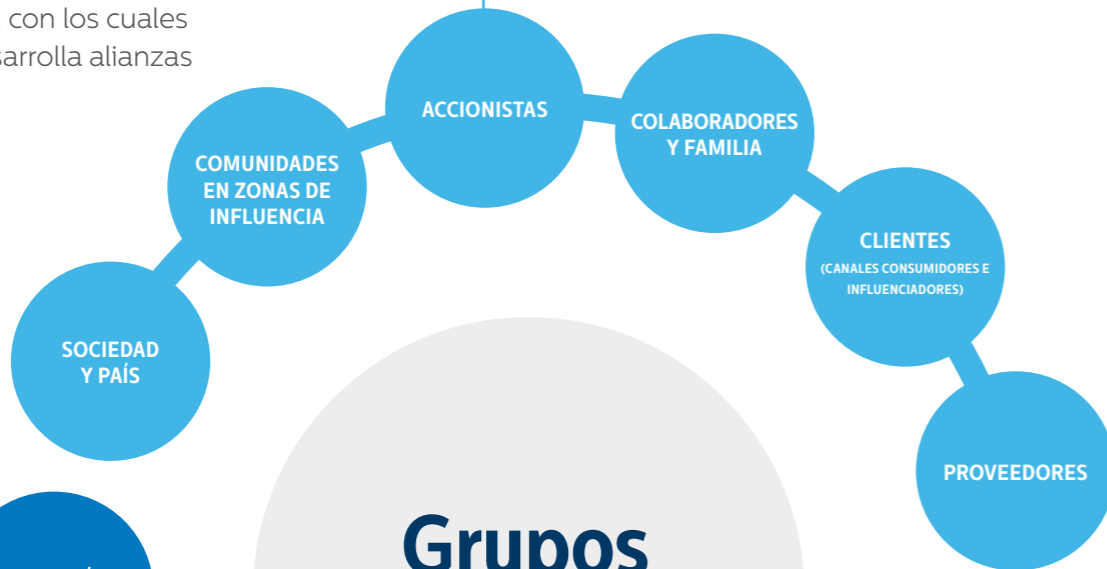 con los cuales
alianzas
ACCIONISTAS
COLABORADORES
Y FAMILIA
COMUNIDADES
EN ZONAS DE
INFLUENCIA
CLIENTES
(CANALES CONSUMIDORES E
INFLUENCIADORES)
SOCIEDAD
Y PAÍS
PROVEEDORES
Grupos